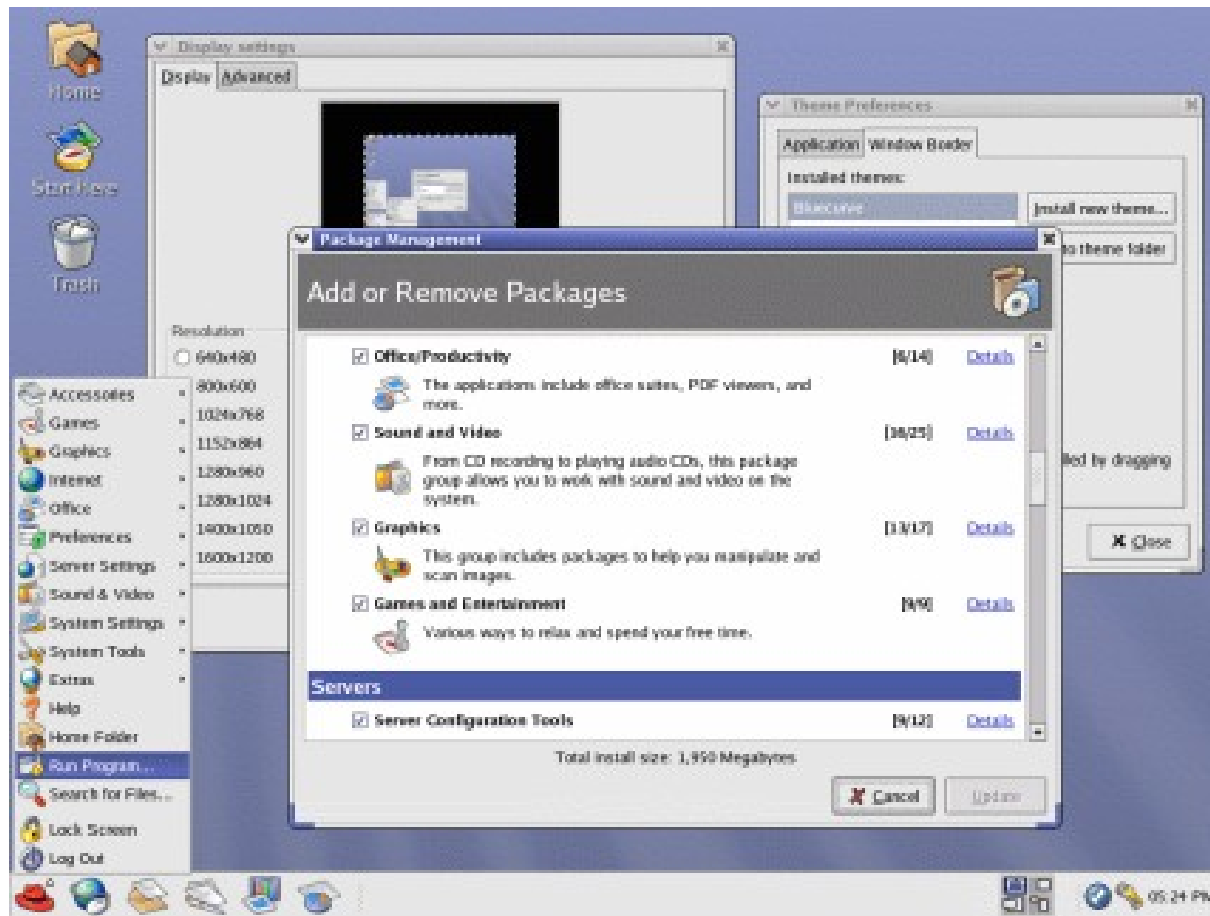 Home
Start Here
Trash
Display settings
Display
Advanced
Resolution
640x480
800x600
1024x768
1152x864
1280x960
1280x1024
1400x1050
1600x1200
Theme Preferences
Application
Window Border
Installed themes:
Bluecurve
Install new theme...
to theme folder
by dragging
Close
Package Management
Add or Remove Packages
Office/Productivity [6/14] Details
The applications include office suites, PDF viewers, and
more.
Sound and Video [16/25] Details
From CD recording to playing audio CDs, this package
group allows you to work with sound and video on the
system.
Graphics [13/17] Details
This group includes packages to help you manipulate and
scan images.
Games and Entertainment [9/9] Details
Various ways to relax and spend your free time.
Servers
Server Configuration Tools [9/12] Details
Total install size: 1,950 Megabytes
Cancel
Update
Accessories
Games
Graphics
Internet
Office
Preferences
Server Settings
Sound & Video
System Settings
System Tools
Extras
Help
Home Folder
Run Program...
Search for Files...
Lock Screen
Log Out
05:24 PM